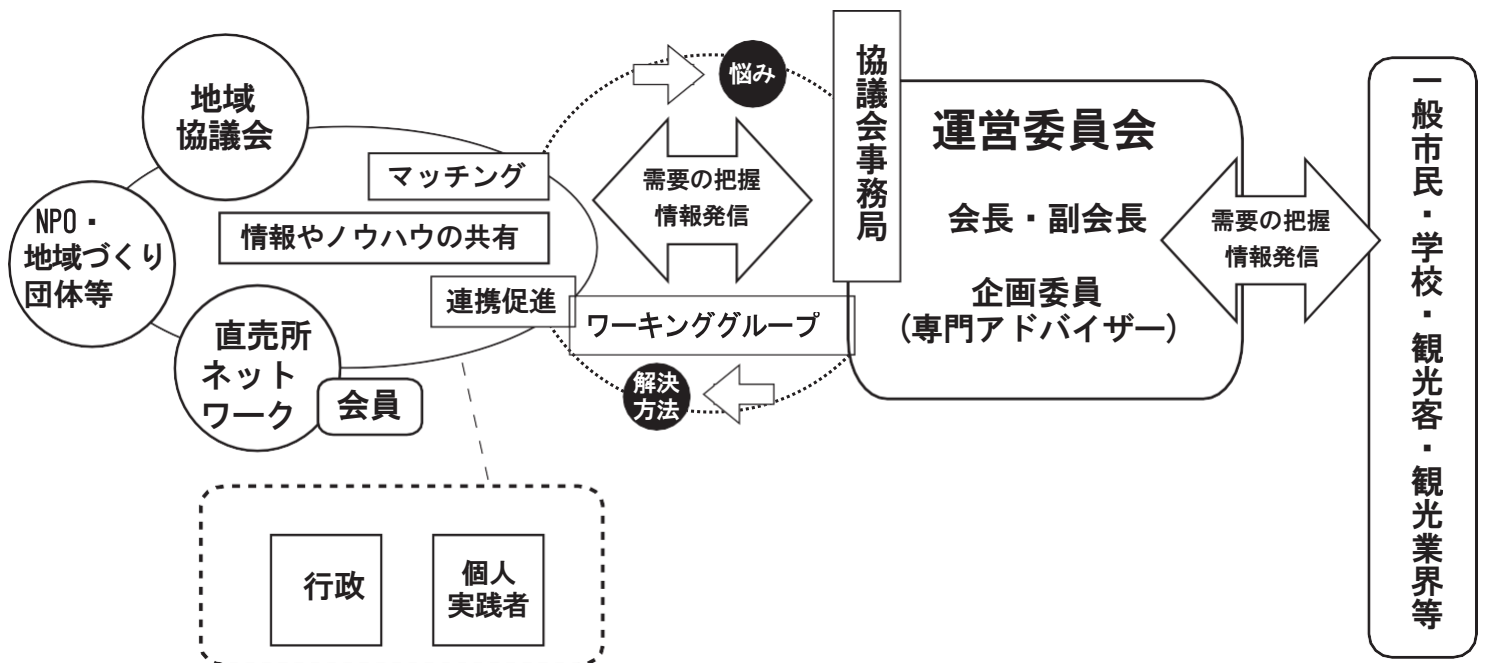 地域
協議会
NPO・
地域づくり
団体等
直売所
ネット
ワーク
会員
マッチング
情報やノウハウの共有
連携促進
悩み
需要の把握
情報発信
ワーキンググループ
解決
方法
協議会事務局
運営委員会
会長・副会長
企画委員
(専門アドバイザー)
需要の把握
情報発信
一般市民・学校・観光客・観光業界等
行政
個人
実践者